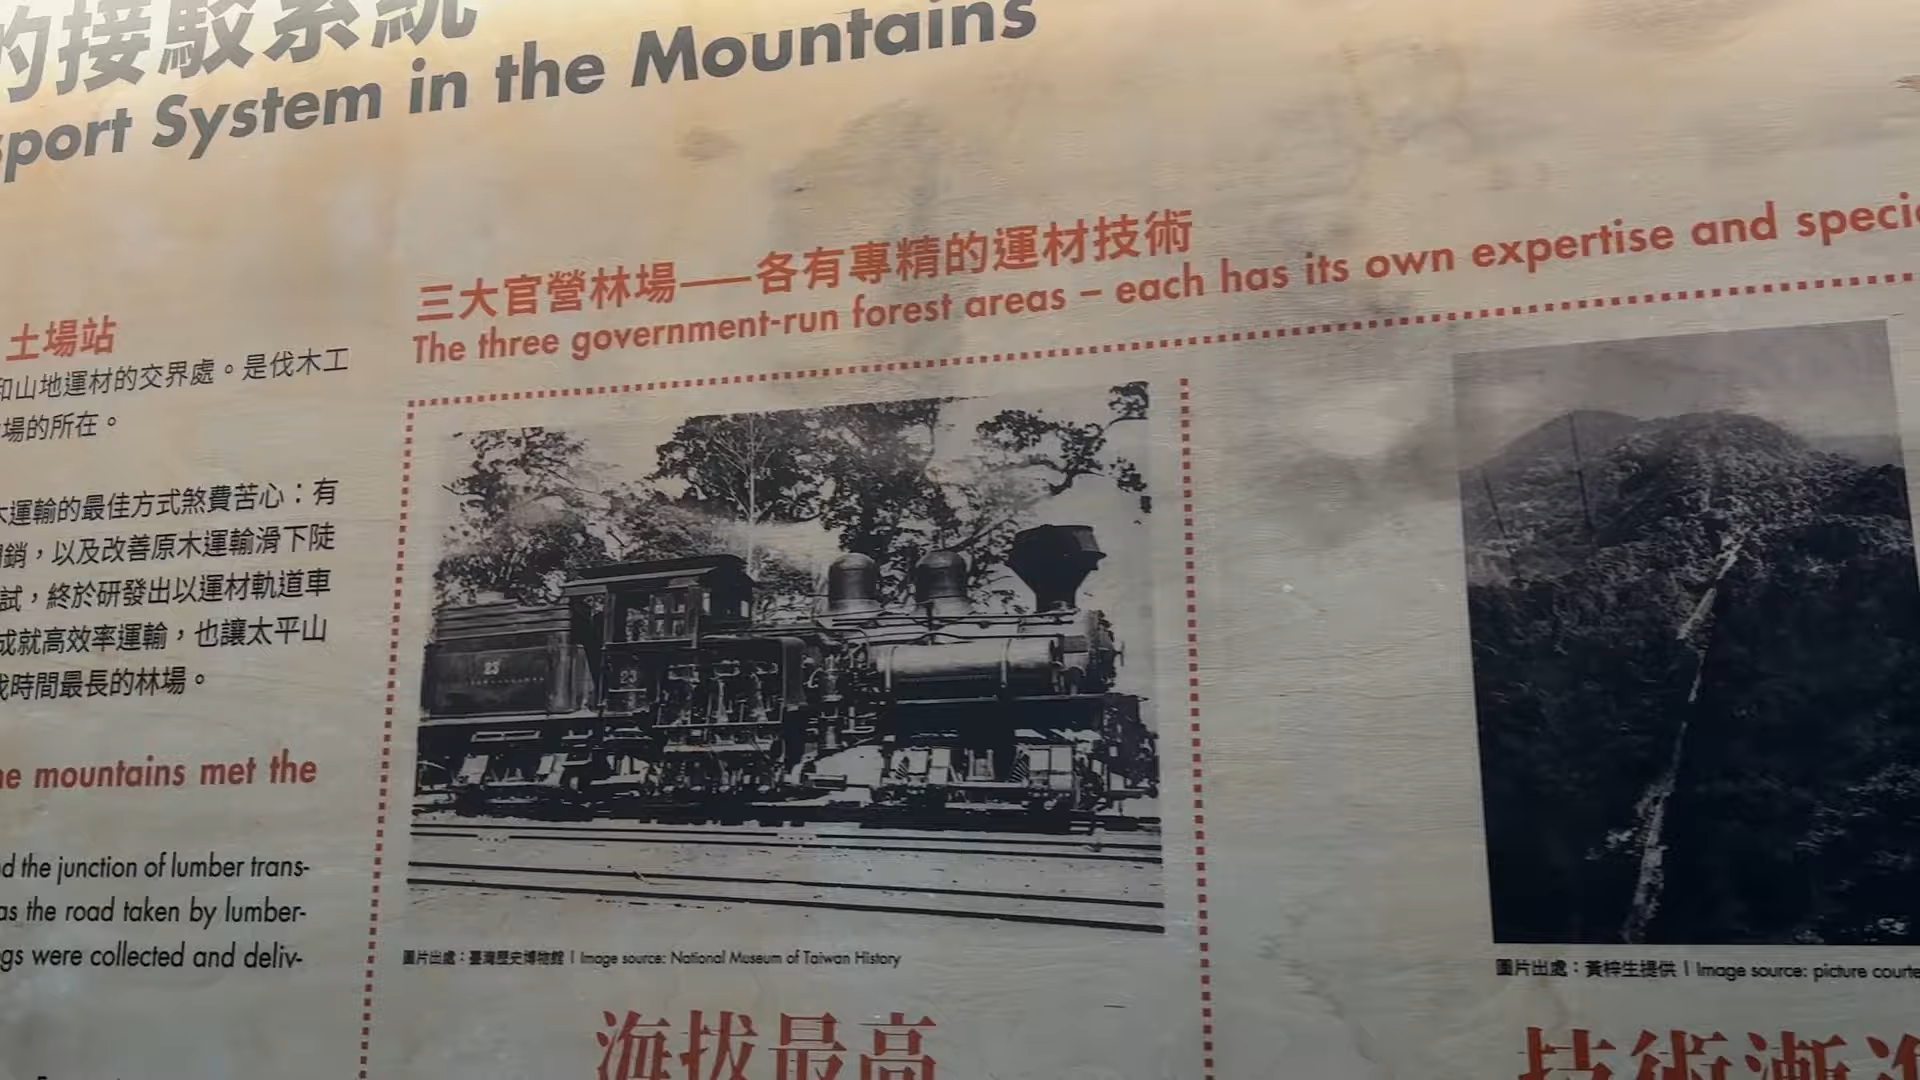 的接駁系統
sport System in the Mountains
土場站
和山地運材的交界處。是伐木工
場的所在。
木運輸的最佳方式煞費苦心：有
開銷，以及改善原木運輸滑下陡
試，終於研發出以運材軌道車
成就高效率運輸，也讓太平山
伐時間最長的林場。
he mountains met the
d the junction of lumber trans-
as the road taken by lumber-
gs were collected and deliv-
三大官營林場——各有專精的運材技術
The three government-run forest areas – each has its own expertise and speci
23
23
圖片出處：臺灣歷史博物館 | Image source: National Museum of Taiwan History
海拔最高
圖片出處：黃梓生提供 | Image source: picture courte
技術漸進